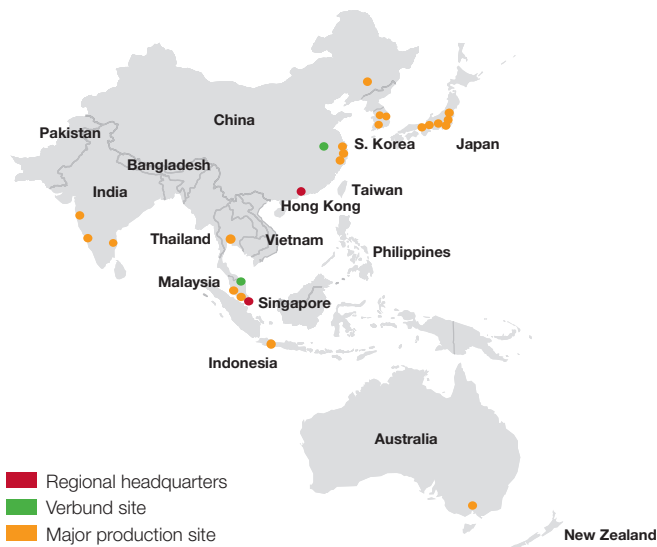 China
Pakistan
S. Korea
Japan
Bangladesh
India
Taiwan
Hong Kong
Thailand
Vietnam
Philippines
Malaysia
Singapore
Indonesia
Australia
Regional headquarters
Verbund site
Major production site
New Zealand